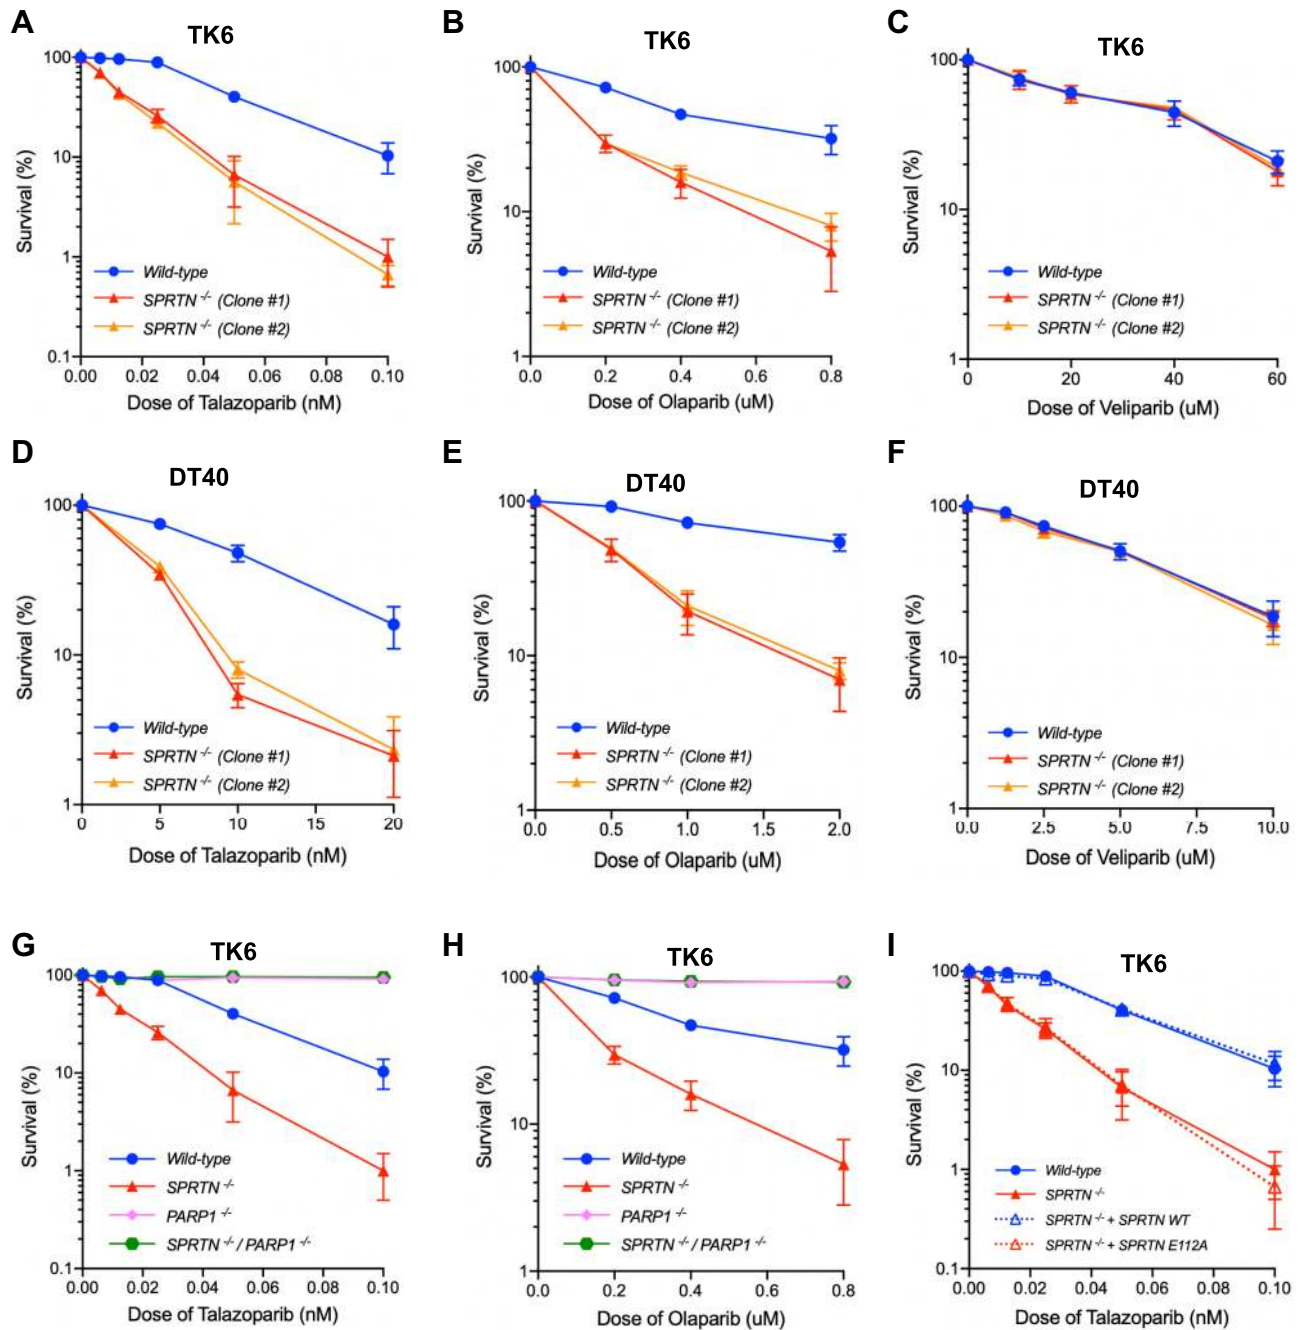 A
TK6
Survival (%)
100
10
1
0.1
Wild-type
SPRTN -/- (Clone #1)
SPRTN -/- (Clone #2)
0.00 0.02 0.04 0.06 0.08 0.10
Dose of Talazoparib (nM)
B
TK6
Survival (%)
100
10
1
Wild-type
SPRTN -/- (Clone #1)
SPRTN -/- (Clone #2)
0.0 0.2 0.4 0.6 0.8
Dose of Olaparib (uM)
C
TK6
Survival (%)
100
10
1
Wild-type
SPRTN -/- (Clone #1)
SPRTN -/- (Clone #2)
0 20 40 60
Dose of Veliparib (uM)
D
DT40
Survival (%)
100
10
1
Wild-type
SPRTN -/- (Clone #1)
SPRTN -/- (Clone #2)
0 5 10 15 20
Dose of Talazoparib (nM)
E
DT40
Survival (%)
100
10
1
Wild-type
SPRTN -/- (Clone #1)
SPRTN -/- (Clone #2)
0.0 0.5 1.0 1.5 2.0
Dose of Olaparib (uM)
F
DT40
Survival (%)
100
10
1
Wild-type
SPRTN -/- (Clone #1)
SPRTN -/- (Clone #2)
0.0 2.5 5.0 7.5 10.0
Dose of Veliparib (uM)
G
TK6
Survival (%)
100
10
1
0.1
Wild-type
SPRTN -/-
PARP1 -/-
SPRTN -/- / PARP1 -/-
0.00 0.02 0.04 0.06 0.08 0.10
Dose of Talazoparib (nM)
H
TK6
Survival (%)
100
10
1
Wild-type
SPRTN -/-
PARP1 -/-
SPRTN -/- / PARP1 -/-
0.0 0.2 0.4 0.6 0.8
Dose of Olaparib (uM)
I
TK6
Survival (%)
100
10
1
0.1
Wild-type
SPRTN -/-
SPRTN -/- + SPRTN WT
SPRTN -/- + SPRTN E112A
0.00 0.02 0.04 0.06 0.08 0.10
Dose of Talazoparib (nM)